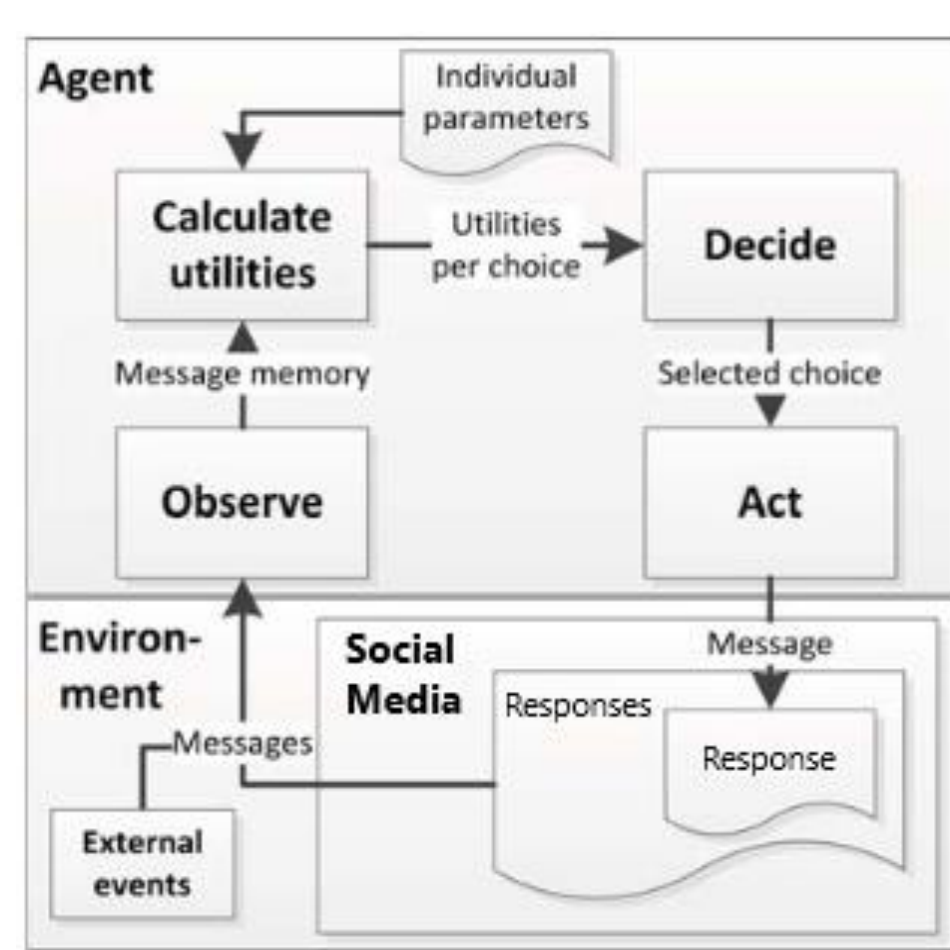 Agent
Individual
parameters
Calculate
utilities
Utilities
per choice
Decide
Message memory
Selected choice
Observe
Act
Environ-
ment
Social
Media
Message
Responses
Response
Messages
External
events